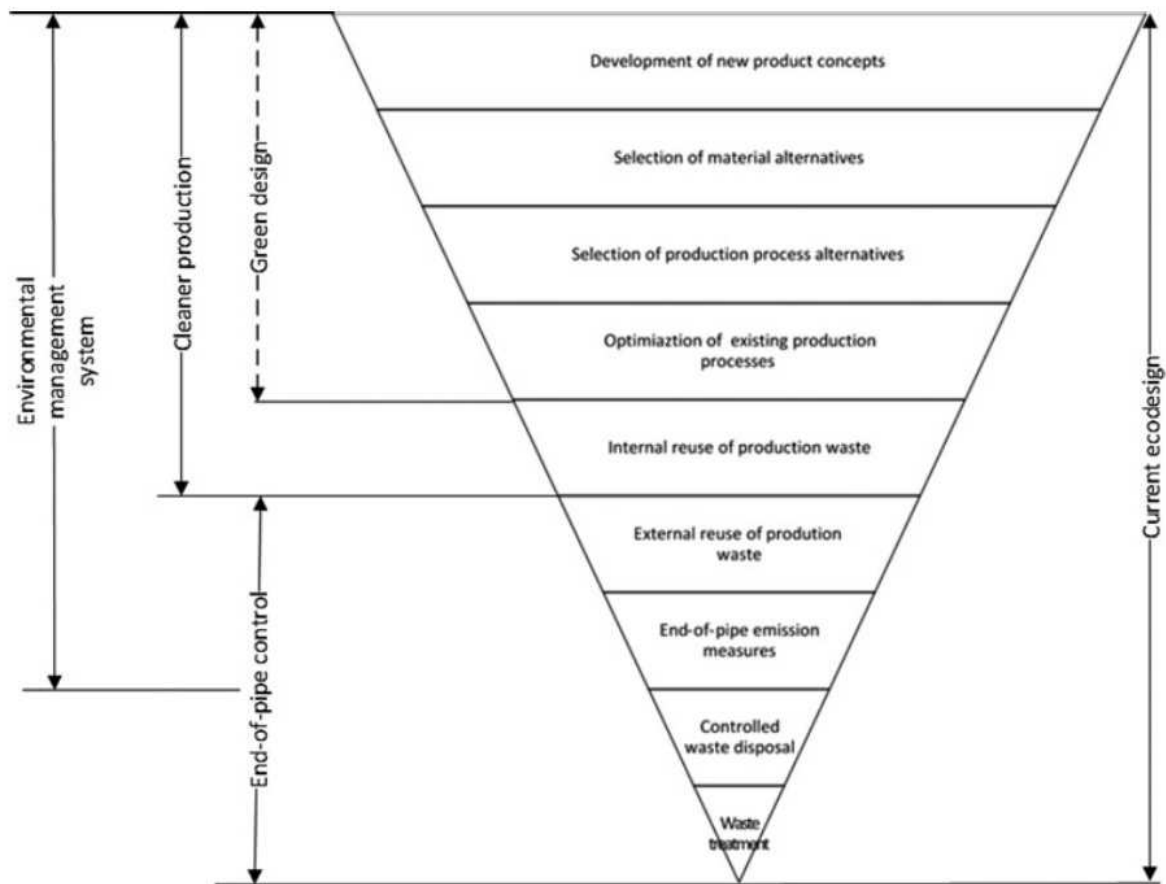 Development of new product concepts
Selection of material alternatives
Selection of production process alternatives
Optimiaztion of existing production
processes
Internal reuse of production waste
External reuse of prodution
waste
End-of-pipe emission
measures
Controlled
waste disposal
Waste
treatment
Environmental
management
system
Cleaner production
Green design
End-of-pipe control
Current ecodesign